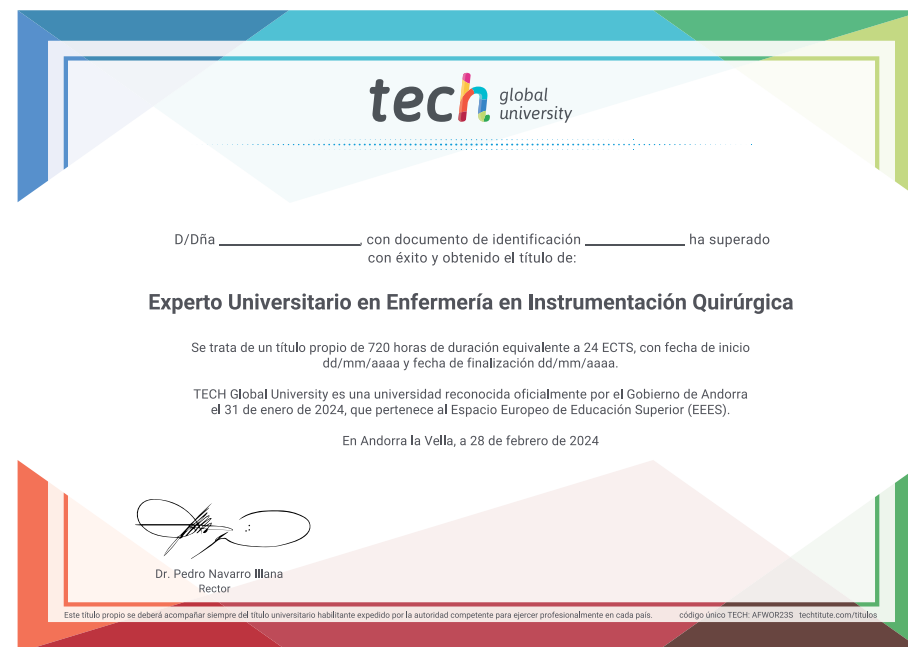 tech global university
D/Dña ______________, con documento de identificación __________ ha superado
con éxito y obtenido el título de:
Experto Universitario en Enfermería en Instrumentación Quirúrgica
Se trata de un título propio de 720 horas de duración equivalente a 24 ECTS, con fecha de inicio
dd/mm/aaaa y fecha de finalización dd/mm/aaaa.
TECH Global University es una universidad reconocida oficialmente por el Gobierno de Andorra
el 31 de enero de 2024, que pertenece al Espacio Europeo de Educación Superior (EEES).
En Andorra la Vella, a 28 de febrero de 2024
Dr. Pedro Navarro Illana
Rector
Este título propio se deberá acompañar siempre del título universitario habilitante expedido por la autoridad competente para ejercer profesionalmente en cada país. código único TECH: AFWOR23S techtitute.com/titulos